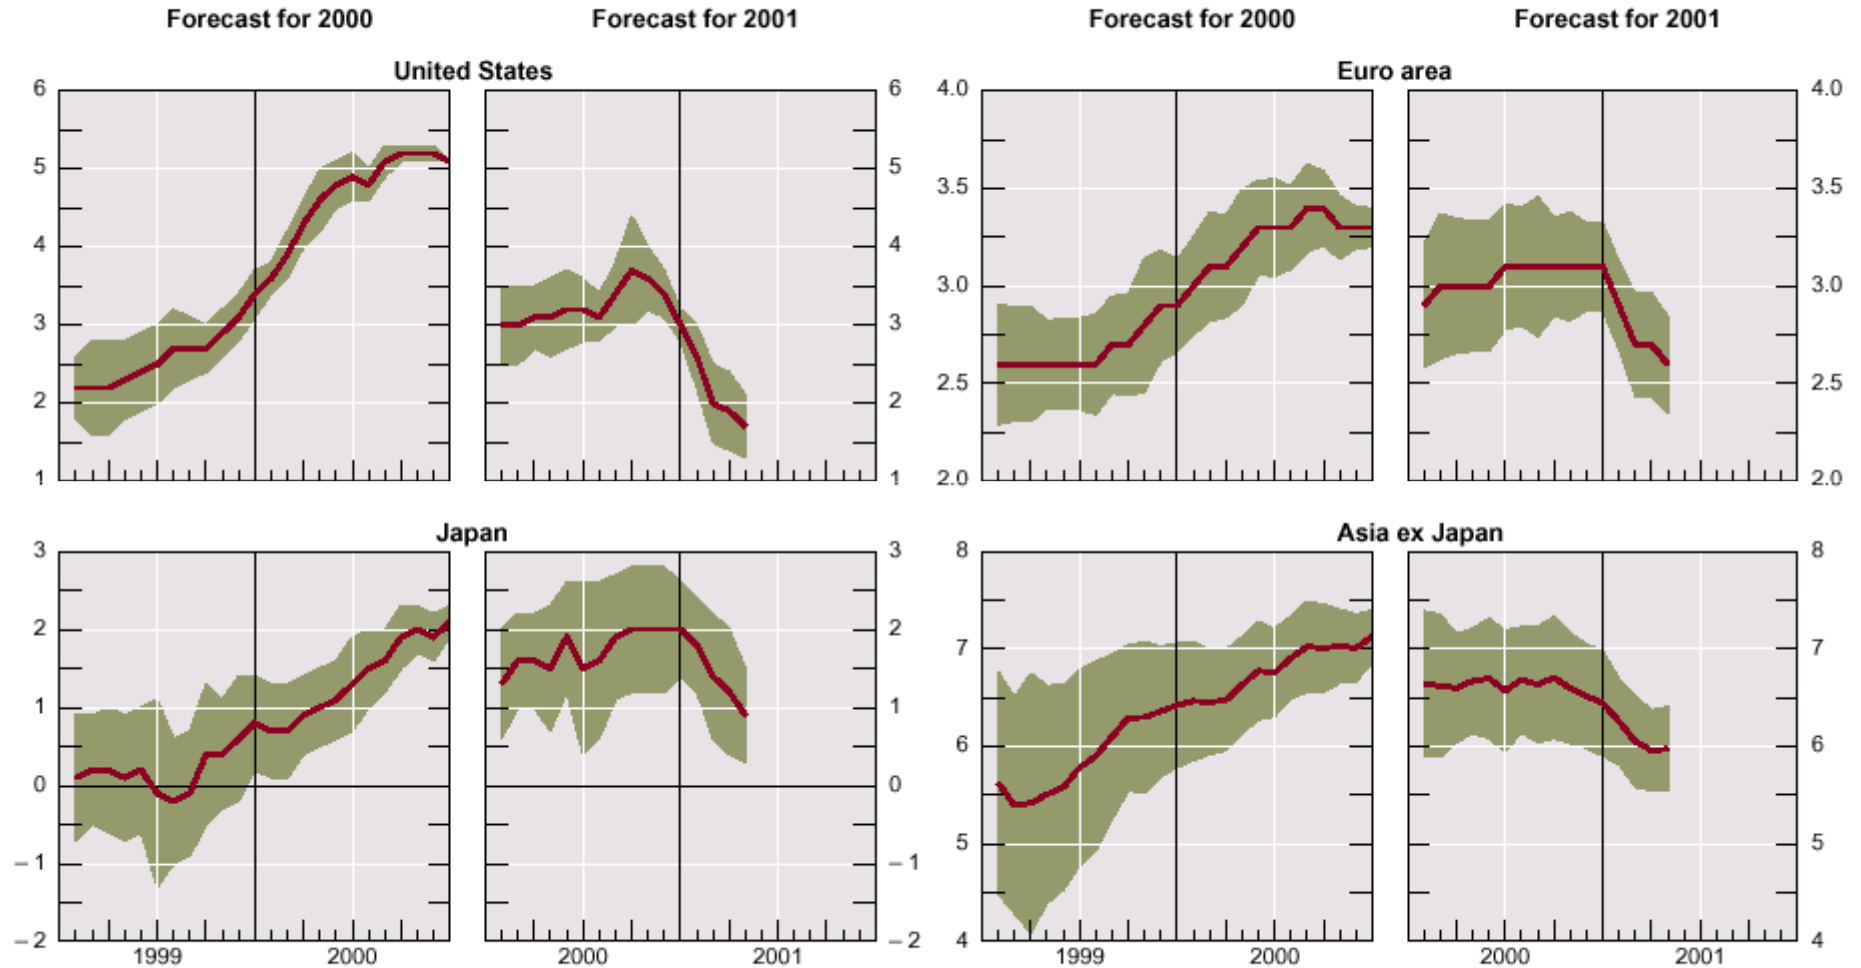 Forecast for 2000 Forecast for 2001 Forecast for 2000 Forecast for 2001
United States Euro area
6 6 4.0 4.0
5 5 3.5 3.5
4 4 3.0 3.0
3 3 2.5 2.5
2 2 2.0 2.0
1 1
Japan Asia ex Japan
3 3 8 8
2 2 7 7
1 1 6 6
0 0 5 5
–1 –1 4 4
–2 –2
1999 2000 2000 2001 1999 2000 2000 2001